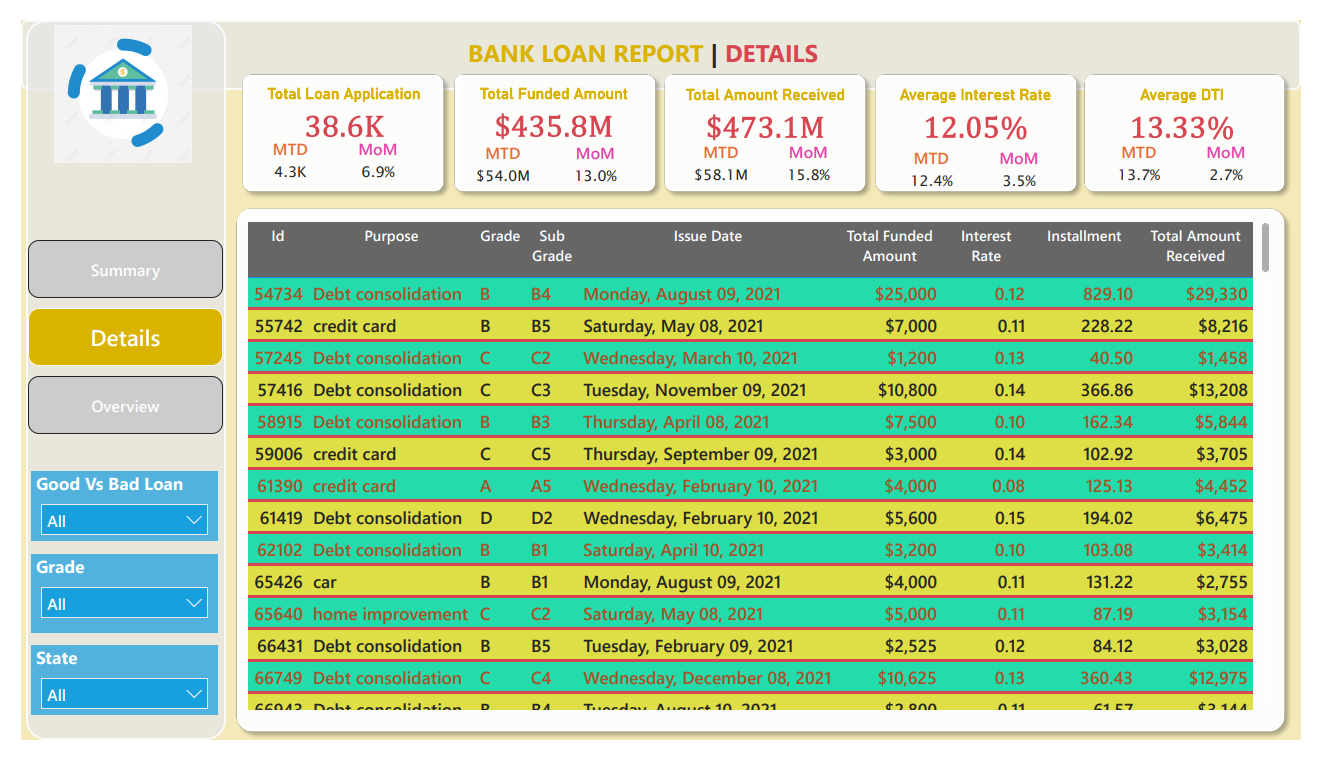 BANK LOAN REPORT | DETAILS
Total Loan Application
38.6K
MTD MoM
4.3K 6.9%
Total Funded Amount
$435.8M
MTD MoM
$54.0M 13.0%
Total Amount Received
$473.1M
MTD MoM
$58.1M 15.8%
Average Interest Rate
12.05%
MTD MoM
12.4% 3.5%
Average DTI
13.33%
MTD MoM
13.7% 2.7%
Summary
Details
Overview
Good Vs Bad Loan
All
Grade
All
State
All
Id Purpose Grade Sub Issue Date Total Funded Interest Installment Total Amount
Grade Amount Rate Received
54734 Debt consolidation B B4 Monday, August 09, 2021 $25,000 0.12 829.10 $29,330
55742 credit card B B5 Saturday, May 08, 2021 $7,000 0.11 228.22 $8,216
57245 Debt consolidation C C2 Wednesday, March 10, 2021 $1,200 0.13 40.50 $1,458
57416 Debt consolidation C C3 Tuesday, November 09, 2021 $10,800 0.14 366.86 $13,208
58915 Debt consolidation B B3 Thursday, April 08, 2021 $7,500 0.10 162.34 $5,844
59006 credit card C C5 Thursday, September 09, 2021 $3,000 0.14 102.92 $3,705
61390 credit card A A5 Wednesday, February 10, 2021 $4,000 0.08 125.13 $4,452
61419 Debt consolidation D D2 Wednesday, February 10, 2021 $5,600 0.15 194.02 $6,475
62102 Debt consolidation B B1 Saturday, April 10, 2021 $3,200 0.10 103.08 $3,414
65426 car B B1 Monday, August 09, 2021 $4,000 0.11 131.22 $2,755
65640 home improvement C C2 Saturday, May 08, 2021 $5,000 0.11 87.19 $3,154
66431 Debt consolidation B B5 Tuesday, February 09, 2021 $2,525 0.12 84.12 $3,028
66749 Debt consolidation C C4 Wednesday, December 08, 2021 $10,625 0.13 360.43 $12,975
66943 Debt consolidation B B4 Tuesday, August 10, 2021 $2,800 0.11 61.57 $3,144